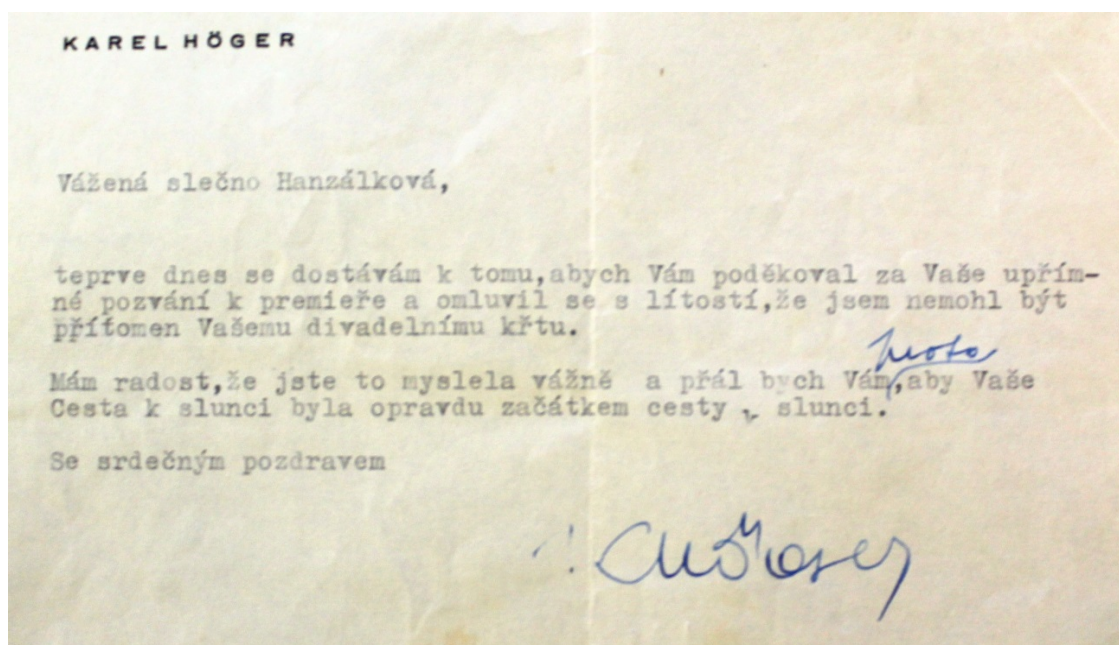 KAREL HÖGER
Vážená slečno Hanzálková,
teprve dnes se dostávám k tomu,abych Vám poděkoval za Vaše upřím-
né pozvání k premieře a omluvil se s lítostí,že jsem nemohl být
přítomen Vašemu divadelnímu křtu.
proto
Mám radost,že jste to myslela vážně a přál bych Vám,aby Vaše
Cesta k slunci byla opravdu začátkem cesty slunci.
Se srdečným pozdravem